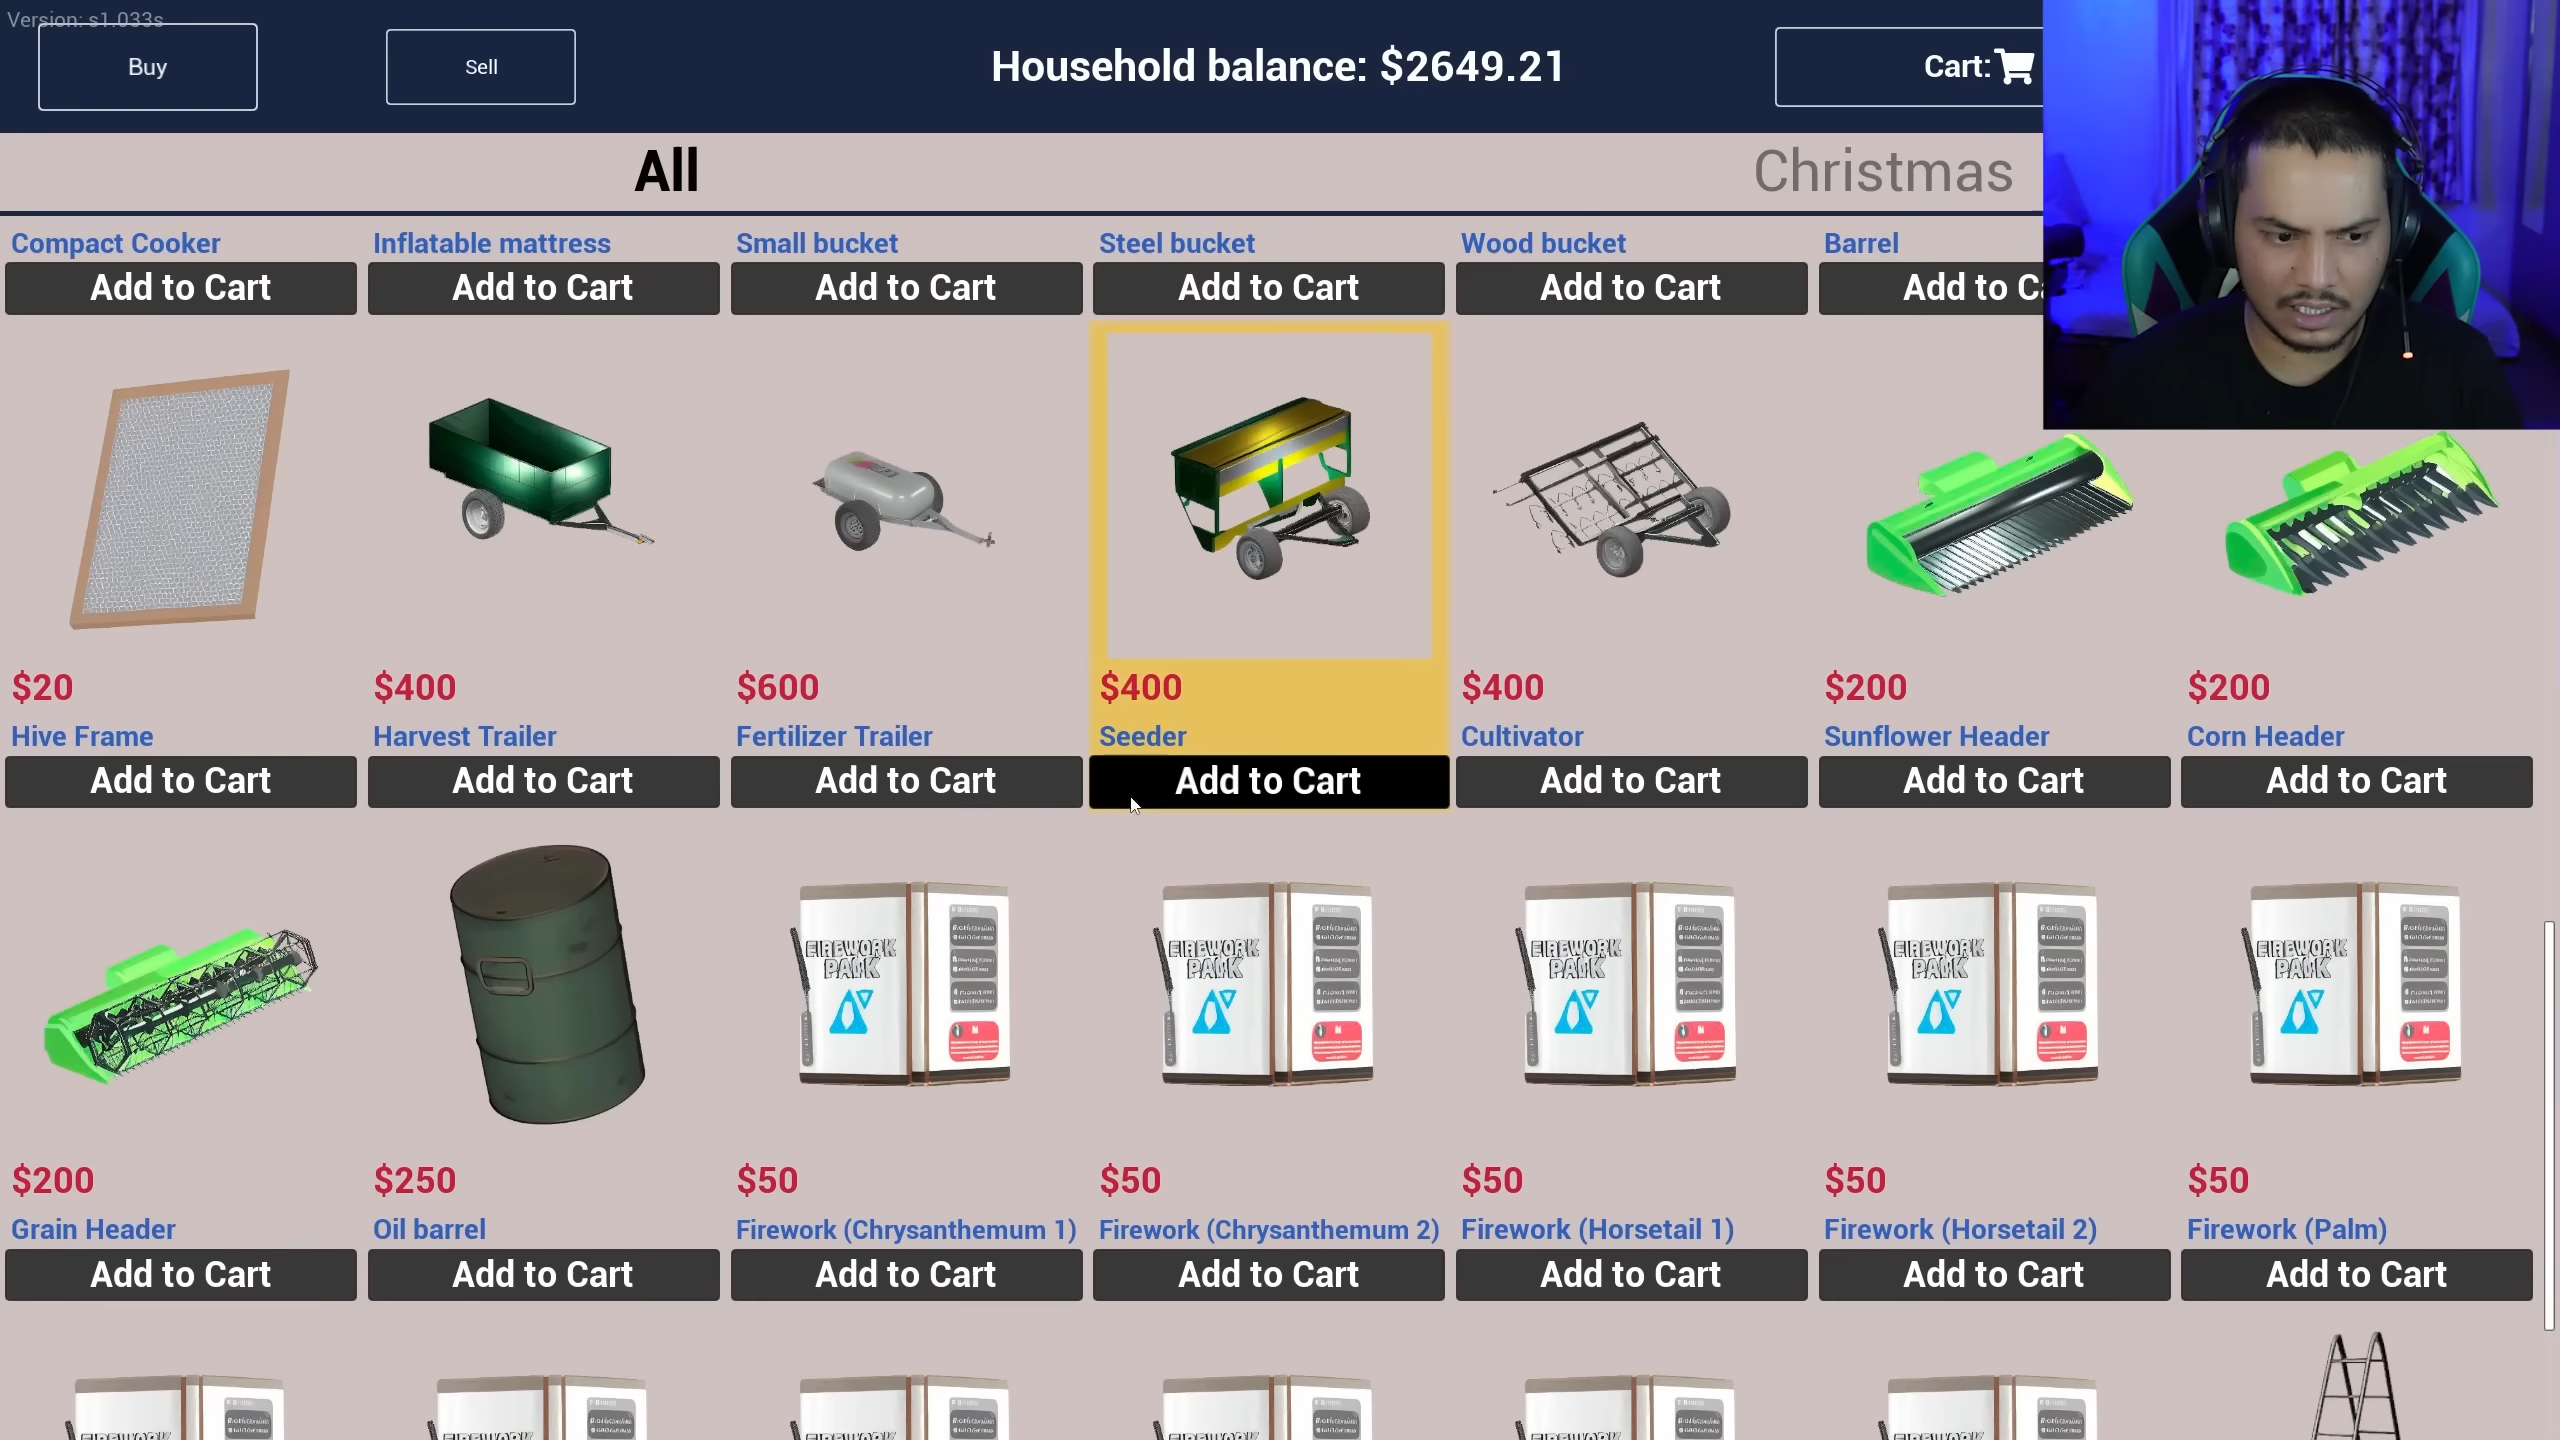 Version: s1.033s
Buy
Sell
Household balance: $2649.21
Cart:
All
Christmas
Compact Cooker
Inflatable mattress
Small bucket
Steel bucket
Wood bucket
Barrel
Add to Cart
Add to Cart
Add to Cart
Add to Cart
Add to Cart
Add to Ca
$20
$400
$600
$400
$400
$200
$200
Hive Frame
Harvest Trailer
Fertilizer Trailer
Seeder
Cultivator
Sunflower Header
Corn Header
Add to Cart
Add to Cart
Add to Cart
Add to Cart
Add to Cart
Add to Cart
Add to Cart
FIREWORK
PACK
FIREWORK
PACK
FIREWORK
PACK
FIREWORK
PACK
FIREWORK
PACK
$200
$250
$50
$50
$50
$50
$50
Grain Header
Oil barrel
Firework (Chrysanthemum 1)
Firework (Chrysanthemum 2)
Firework (Horsetail 1)
Firework (Horsetail 2)
Firework (Palm)
Add to Cart
Add to Cart
Add to Cart
Add to Cart
Add to Cart
Add to Cart
Add to Cart